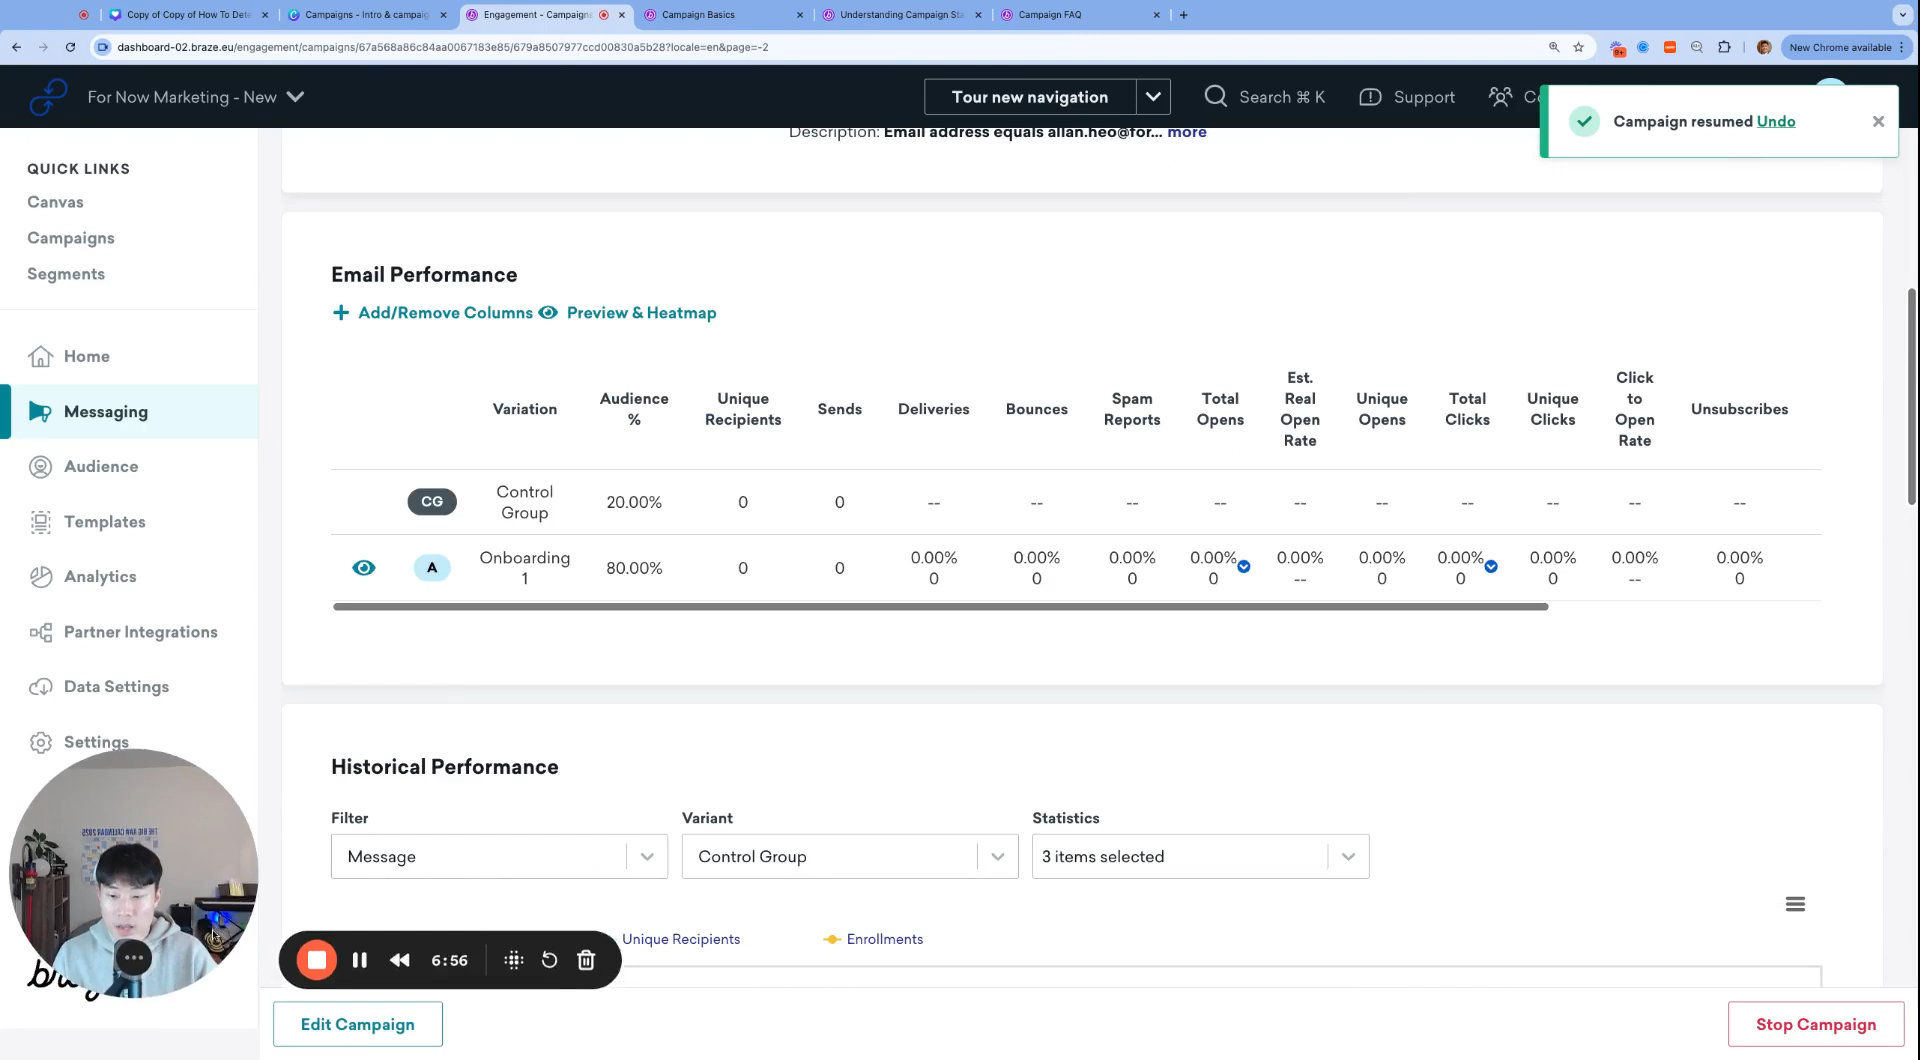 Copy of Copy of How To Dete
Campaigns - Intro & campaig
Engagement - Campaigns
Campaign Basics
Understanding Campaign Sta
Campaign FAQ
dashboard-02.braze.eu/engagement/campaigns/67a568a86c84aa0067183e85/679a8507977ccd00830a5b28?locale=en&page=-2
9+
New Chrome available
For Now Marketing - New
Tour new navigation
Search ⌘ K
Support
Co
Campaign resumed Undo
Description: Email address equals allan.heo@for... more
QUICK LINKS
Canvas
Campaigns
Segments
Home
Messaging
Audience
Templates
Analytics
Partner Integrations
Data Settings
Settings
Email Performance
Add/Remove Columns Preview & Heatmap
Variation Audience % Unique Recipients Sends Deliveries Bounces Spam Reports Total Opens Est. Real Open Rate Unique Opens Total Clicks Unique Clicks Click to Open Rate Unsubscribes
CG Control Group 20.00% 0 0 -- -- -- -- -- -- -- -- -- --
A Onboarding 1 80.00% 0 0 0.00% 0 0.00% 0 0.00% 0 0.00% 0 0.00% -- 0.00% 0 0.00% 0 0.00% 0 0.00% -- 0.00% 0
Historical Performance
Filter Variant Statistics
Message Control Group 3 items selected
Unique Recipients Enrollments
6:56
Edit Campaign
Stop Campaign